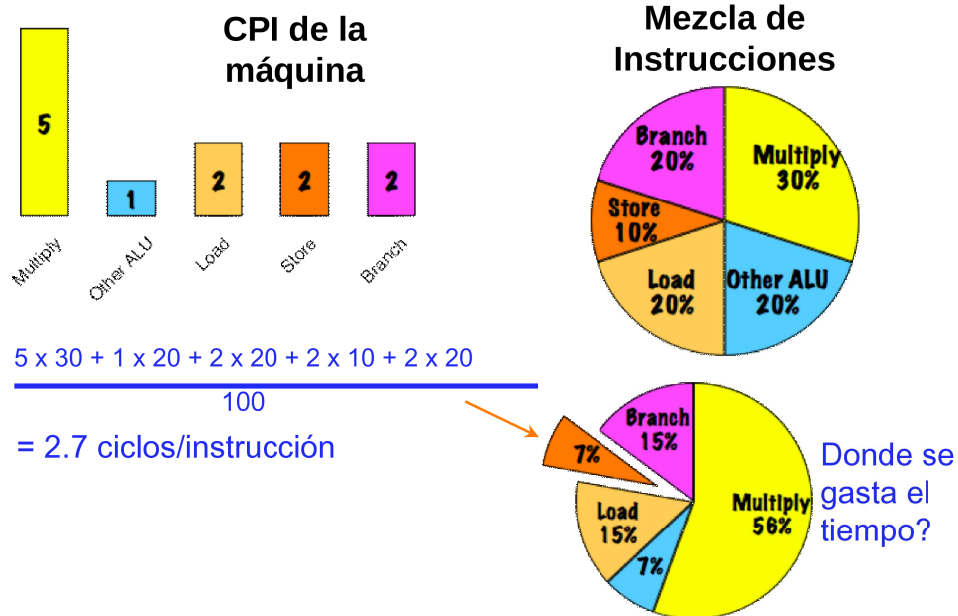 CPI de la
máquina
5
1
2
2
2
Multiply
Other ALU
Load
Store
Branch
Mezcla de
Instrucciones
Branch
20%
Multiply
30%
Store
10%
Load
20%
Other ALU
20%
5 x 30 + 1 x 20 + 2 x 20 + 2 x 10 + 2 x 20
100
= 2.7 ciclos/instrucción
Branch
15%
7%
Load
15%
7%
Multiply
56%
Donde se
gasta el
tiempo?